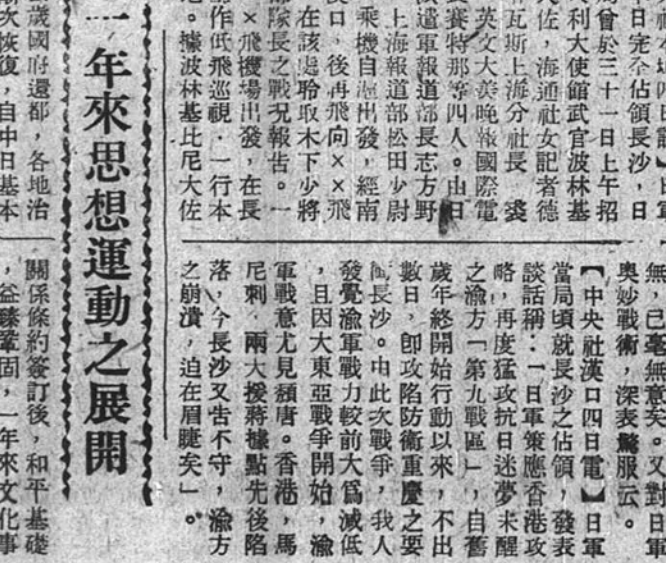 日軍
日完全佔領長沙，日
曾於三十一日上午招
利大使館武官波林基
大佐，海通社女記者德
瓦斯上海分社長 裘
英文大美晚報國際電
賽特那等四人。由日
遣軍報道部長志方野
上海報道部松田少尉
乘機自滬出發，經南
口，後再飛向××飛
在該處聆取木下少將
隊長之戰況報告。一
×飛機場出發，在長
作低飛巡視．一行本
。據波林基比尼大佐
無，已毫無意矣。又對日軍
奧妙戰術，深表驚服云。
【中央社漢口四日電】日軍
當局頃就長沙之佔領，發表
談話稱：「日軍策應香港攻
略，再度猛攻抗日迷夢未醒
之渝方「第九戰區」，自舊
歲年終開始行動以來，不出
數日，卽攻陷防衛重慶之要
衝長沙。由此次戰爭，我人
發覺渝軍戰力較前大爲減低
，且因大東亞戰爭開始，渝
軍戰意尤見頹唐。香港，馬
尼剌，兩大援蔣據點先後陷
落，今長沙又吿不守，渝方
之崩潰，迫在眉睫矣」。
一年來思想運動之展開
歲國府還都，各地治
漸次恢復，自中日基本
關係條約簽訂後，和平基礎
，益臻鞏固，一年來文化事